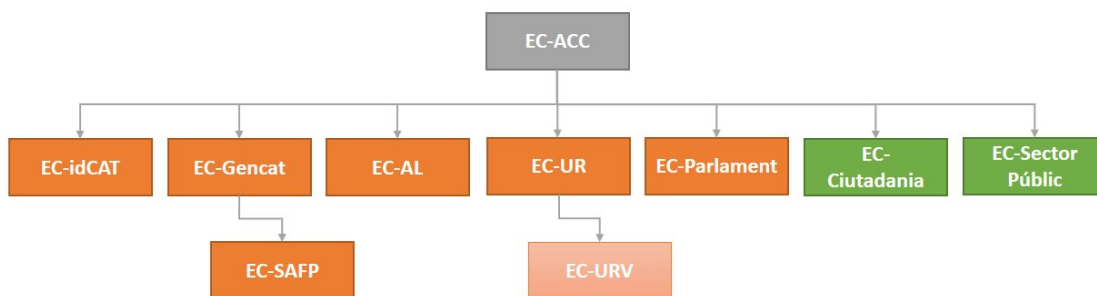 EC-ACC
EC-idCAT
EC-Gencat
EC-AL
EC-UR
EC-Parlament
EC-
Ciutadania
EC-Sector
Públic
EC-SAFP
EC-URV